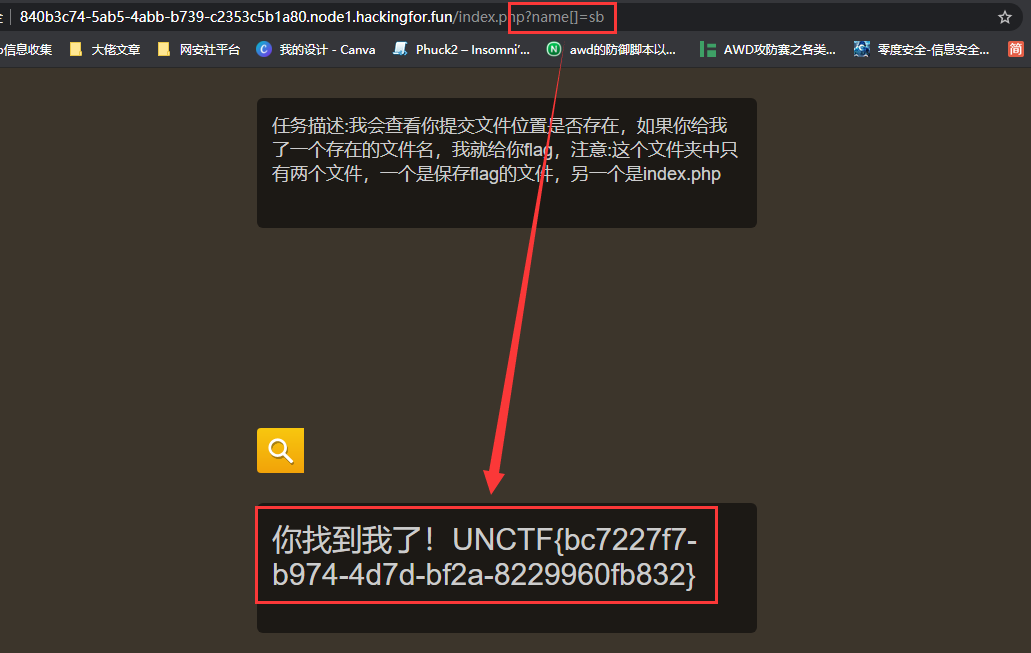 840b3c74-5ab5-4abb-b739-c2353c5b1a80.node1.hackingfor.fun/index.php?name[]=sb
信息收集 大佬文章 网安社平台 C 我的设计 - Canva Phuck2 – Insomni'... N awd的防御脚本以... AWD攻防赛之各类... 零度安全-信息安全... 简
任务描述:我会查看你提交文件位置是否存在，如果你给我
了一个存在的文件名，我就给你flag，注意:这个文件夹中只
有两个文件，一个是保存flag的文件，另一个是index.php
你找到我了！UNCTF{bc7227f7-
b974-4d7d-bf2a-8229960fb832}